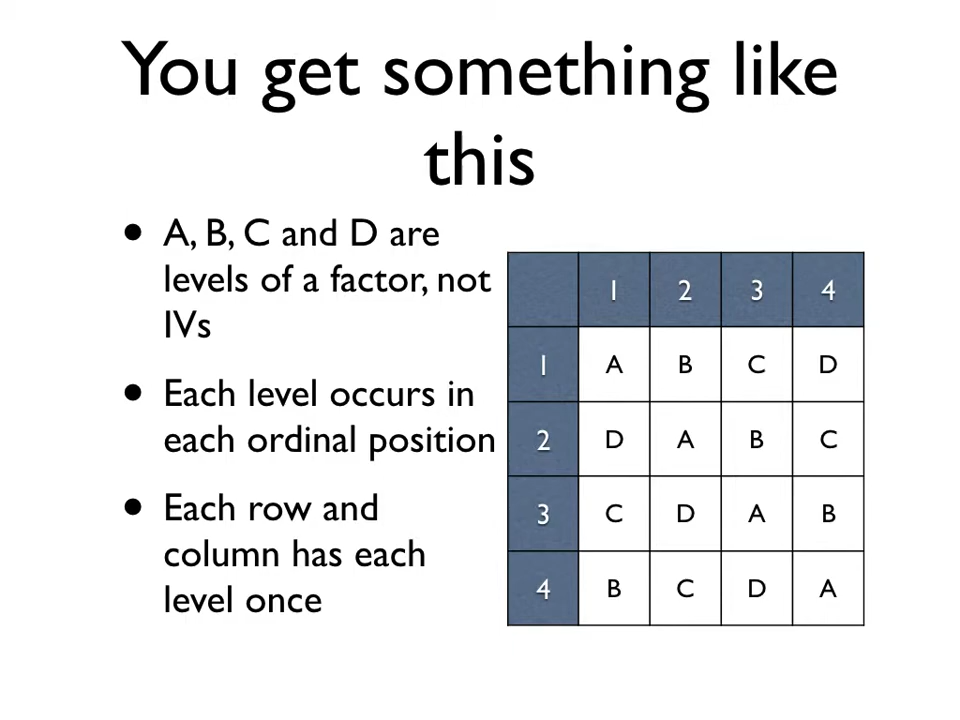 You get something like
this
• A, B, C and D are
levels of a factor, not
IVs
• Each level occurs in
each ordinal position
• Each row and
column has each
level once
1 2 3 4
1 A B C D
2 D A B C
3 C D A B
4 B C D A